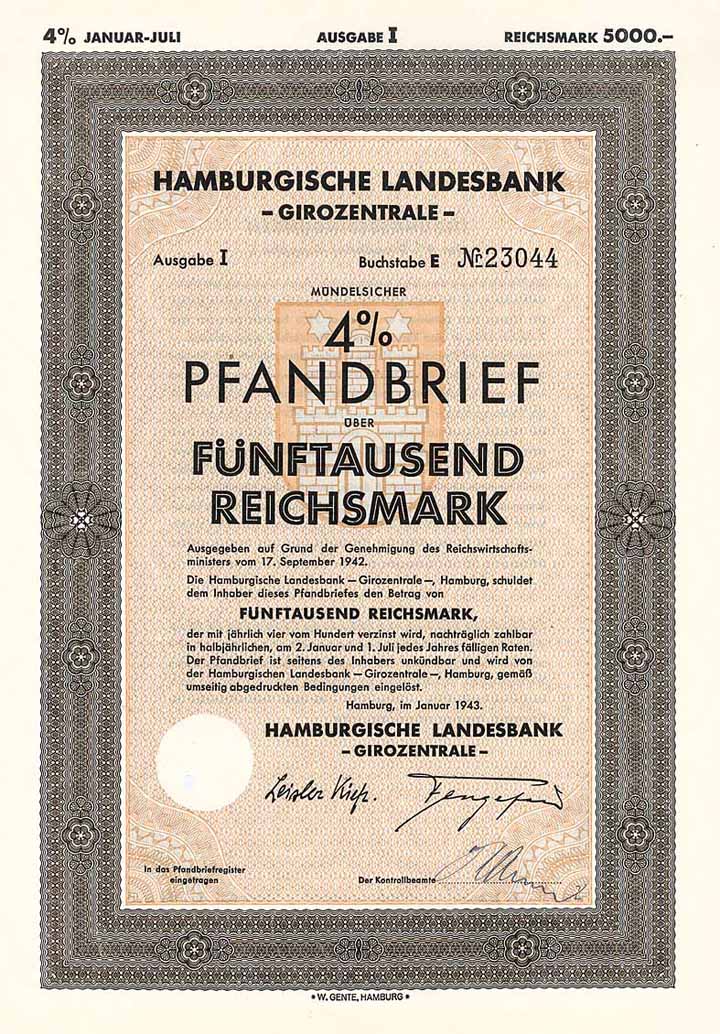 4% JANUAR-JULI AUSGABE I REICHSMARK 5000.–
HAMBURGISCHE LANDESBANK
– GIROZENTRALE –
Ausgabe I Buchstabe E Nr. 23044
MÜNDELSICHER
4%
PFANDBRIEF
ÜBER
FÜNFTAUSEND
REICHSMARK
Ausgegeben auf Grund der Genehmigung des Reichswirtschafts-
ministers vom 17. September 1942.
Die Hamburgische Landesbank – Girozentrale –, Hamburg, schuldet
dem Inhaber dieses Pfandbriefes den Betrag von
FÜNFTAUSEND REICHSMARK,
der mit jährlich vier vom Hundert verzinst wird, nachträglich zahlbar
in halbjährlichen, am 2. Januar und 1. Juli jedes Jahres fälligen Raten.
Der Pfandbrief ist seitens des Inhabers unkündbar und wird von
der Hamburgischen Landesbank – Girozentrale –, Hamburg, gemäß
umseitig abgedruckten Bedingungen eingelöst.
Hamburg, im Januar 1943.
HAMBURGISCHE LANDESBANK
– GIROZENTRALE –
Leisler Kiep.
In das Pfandbriefregister
eingetragen
Der Kontrollbeamte
• W. GENTE, HAMBURG •